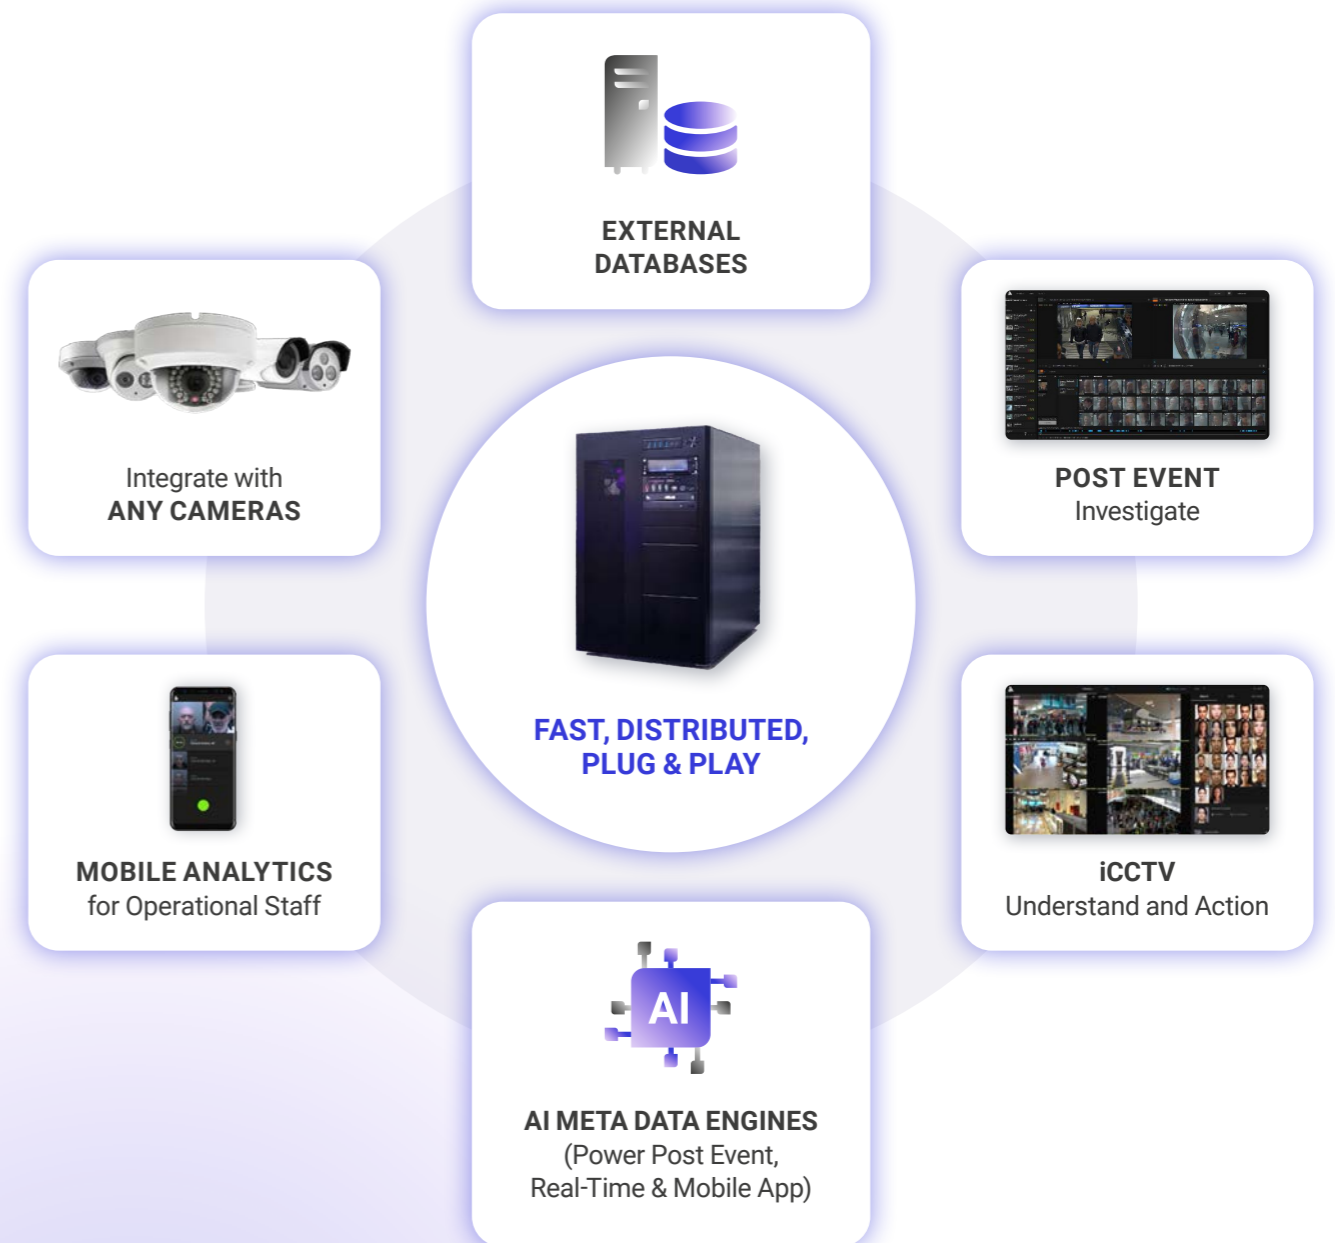 EXTERNAL
DATABASES
Integrate with
ANY CAMERAS
POST EVENT
Investigate
FAST, DISTRIBUTED,
PLUG & PLAY
MOBILE ANALYTICS
for Operational Staff
iCCTV
Understand and Action
AI
AI META DATA ENGINES
(Power Post Event,
Real-Time & Mobile App)